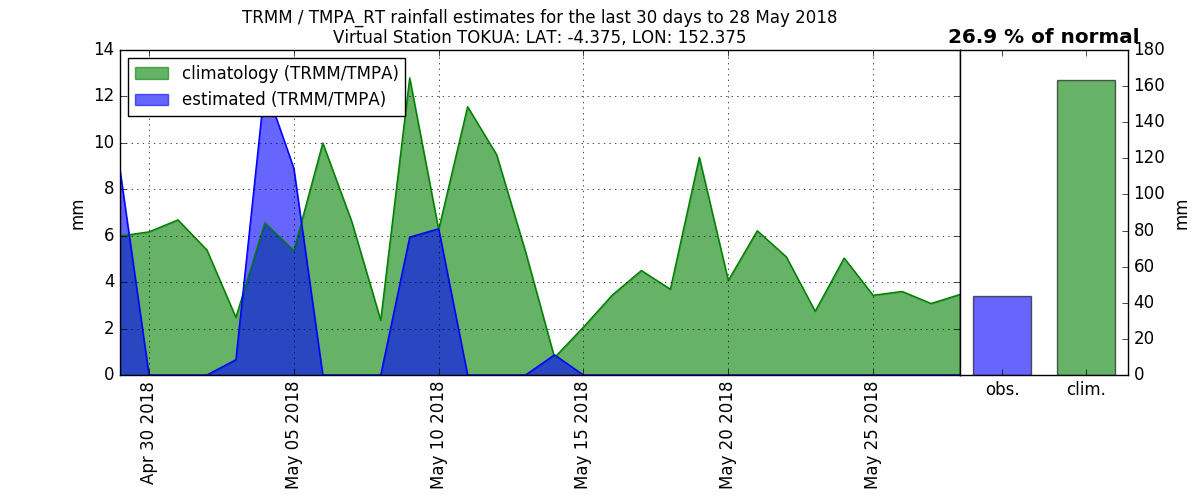 TRMM / TMPA_RT rainfall estimates for the last 30 days to 28 May 2018
Virtual Station TOKUA: LAT: -4.375, LON: 152.375
26.9 % of normal
climatology (TRMM/TMPA)
estimated (TRMM/TMPA)
14
12
10
8
6
4
2
0
mm
Apr 30 2018
May 05 2018
May 10 2018
May 15 2018
May 20 2018
May 25 2018
obs.
clim.
180
160
140
120
100
80
60
40
20
0
mm